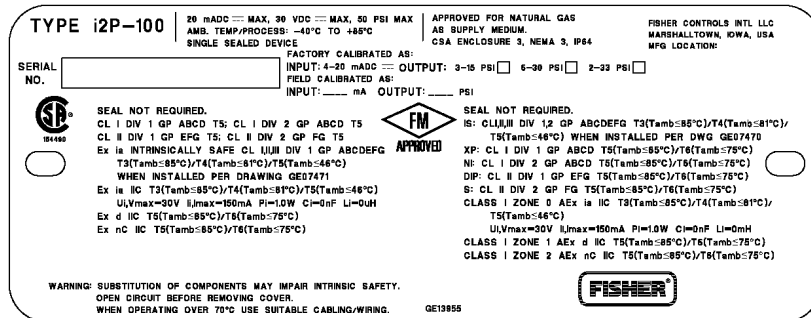 TYPE i2P-100
20 mADC ⎓ MAX, 30 VDC ⎓ MAX, 50 PSI MAX
AMB. TEMP/PROCESS: -40°C TO +85°C
SINGLE SEALED DEVICE
APPROVED FOR NATURAL GAS
AS SUPPLY MEDIUM.
CSA ENCLOSURE 3, NEMA 3, IP64
FISHER CONTROLS INTL LLC
MARSHALLTOWN, IOWA, USA
MFG LOCATION:
SERIAL
NO.
FACTORY CALIBRATED AS:
INPUT: 4-20 mADC ⎓ OUTPUT: 3-15 PSI □ 6-30 PSI □ 2-33 PSI □
FIELD CALIBRATED AS:
INPUT: ____ mA OUTPUT: ____ PSI
SA
154490
SEAL NOT REQUIRED.
CL I DIV 1 GP ABCD T5; CL I DIV 2 GP ABCD T5
CL II DIV 1 GP EFG T5; CL II DIV 2 GP FG T5
Ex ia INTRINSICALLY SAFE CL I,II,III DIV 1 GP ABCDEFG
T3(Tamb≤85°C)/T4(Tamb≤81°C)/T5(Tamb≤46°C)
WHEN INSTALLED PER DRAWING GE07471
Ex ia IIC T3(Tamb≤85°C)/T4(Tamb≤81°C)/T5(Tamb≤46°C)
Ui,Vmax=30V Ii,Imax=150mA Pi=1.0W Ci=0nF Li=0uH
Ex d IIC T5(Tamb≤85°C)/T6(Tamb≤75°C)
Ex nC IIC T5(Tamb≤85°C)/T6(Tamb≤75°C)
FM
APPROVED
SEAL NOT REQUIRED.
IS: CLI,II,III DIV 1,2 GP ABCDEFG T3(Tamb≤85°C)/T4(Tamb≤81°C)/
T5(Tamb≤46°C) WHEN INSTALLED PER DWG GE07470
XP: CL I DIV 1 GP ABCD T5(Tamb≤85°C)/T6(Tamb≤75°C)
NI: CL I DIV 2 GP ABCD T5(Tamb≤85°C)/T6(Tamb≤75°C)
DIP: CL II DIV 1 GP EFG T5(Tamb≤85°C)/T6(Tamb≤75°C)
S: CL II DIV 2 GP FG T5(Tamb≤85°C)/T6(Tamb≤75°C)
CLASS I ZONE 0 AEx ia IIC T3(Tamb≤85°C)/T4(Tamb≤81°C)/
T5(Tamb≤46°C)
Ui,Vmax=30V Ii,Imax=150mA Pi=1.0W Ci=0nF Li=0mH
CLASS I ZONE 1 AEx d IIC T5(Tamb≤85°C)/T6(Tamb≤75°C)
CLASS I ZONE 2 AEx nC IIC T5(Tamb≤85°C)/T6(Tamb≤75°C)
WARNING: SUBSTITUTION OF COMPONENTS MAY IMPAIR INTRINSIC SAFETY.
OPEN CIRCUIT BEFORE REMOVING COVER.
WHEN OPERATING OVER 70°C USE SUITABLE CABLING/WIRING.
GE13955
FISHER